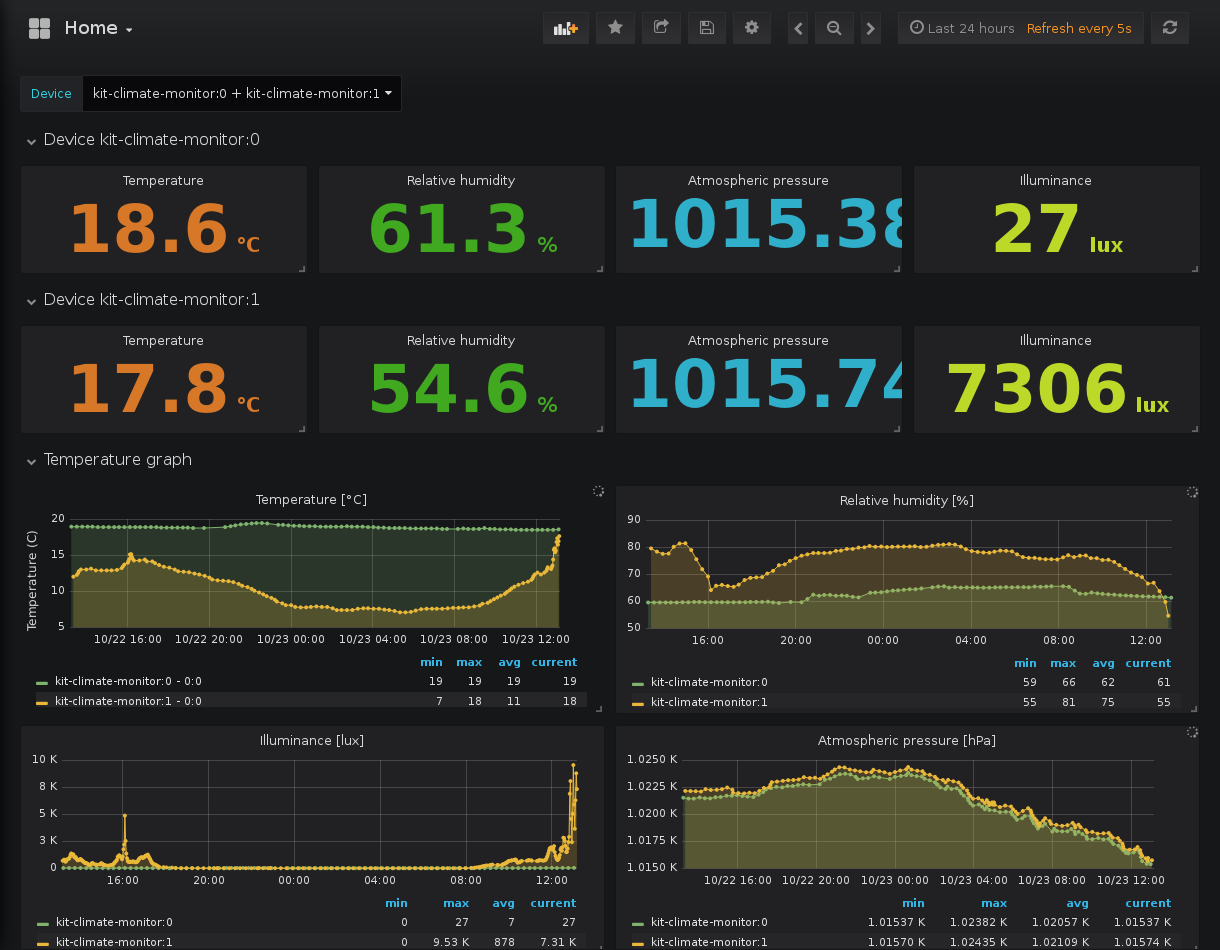 Home
Last 24 hours Refresh every 5s
Device kit-climate-monitor:0 + kit-climate-monitor:1
Device kit-climate-monitor:0
Temperature Relative humidity Atmospheric pressure Illuminance
18.6 °C 61.3 % 1015.38 27 lux
Device kit-climate-monitor:1
Temperature Relative humidity Atmospheric pressure Illuminance
17.8 °C 54.6 % 1015.74 7306 lux
Temperature graph
Temperature [°C]
Temperature (C)
20
15
10
5
10/22 16:00 10/22 20:00 10/23 00:00 10/23 04:00 10/23 08:00 10/23 12:00
min max avg current
kit-climate-monitor:0 - 0:0 19 19 19 19
kit-climate-monitor:1 - 0:0 7 18 11 18
Relative humidity [%]
90
80
70
60
50
16:00 20:00 00:00 04:00 08:00 12:00
min max avg current
kit-climate-monitor:0 59 66 62 61
kit-climate-monitor:1 55 81 75 55
Illuminance [lux]
10 K
8 K
5 K
3 K
0
16:00 20:00 00:00 04:00 08:00 12:00
min max avg current
kit-climate-monitor:0 0 27 7 27
kit-climate-monitor:1 0 9.53 K 878 7.31 K
Atmospheric pressure [hPa]
1.0250 K
1.0225 K
1.0200 K
1.0175 K
1.0150 K
10/22 16:00 10/22 20:00 10/23 00:00 10/23 04:00 10/23 08:00 10/23 12:00
min max avg current
kit-climate-monitor:0 1.01537 K 1.02382 K 1.02057 K 1.01537 K
kit-climate-monitor:1 1.01570 K 1.02435 K 1.02109 K 1.01574 K